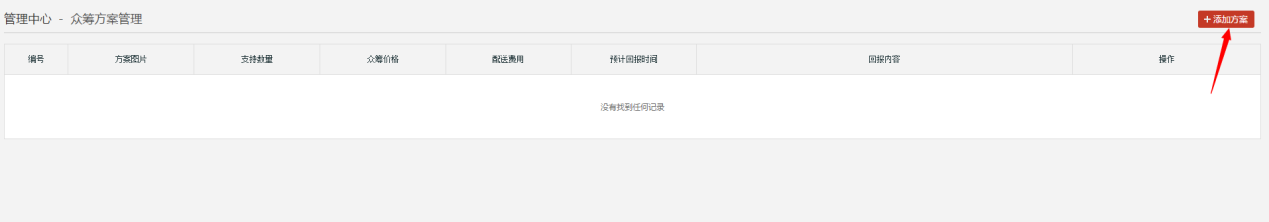 管理中心 - 众筹方案管理
+ 添加方案
编号 方案图片 支持数量 众筹价格 配送费用 预计回报时间 回报内容 操作
没有找到任何记录